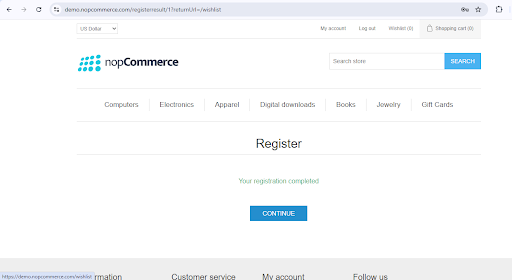 demo.nopcommerce.com/registerresult/1?returnUrl=/wishlist
US Dollar
My account Log out Wishlist (0) Shopping cart (0)
nopCommerce
Search store SEARCH
Computers Electronics Apparel Digital downloads Books Jewelry Gift Cards
Register
Your registration completed
CONTINUE
https://demo.nopcommerce.com/wishlist rmation Customer service My account Follow us